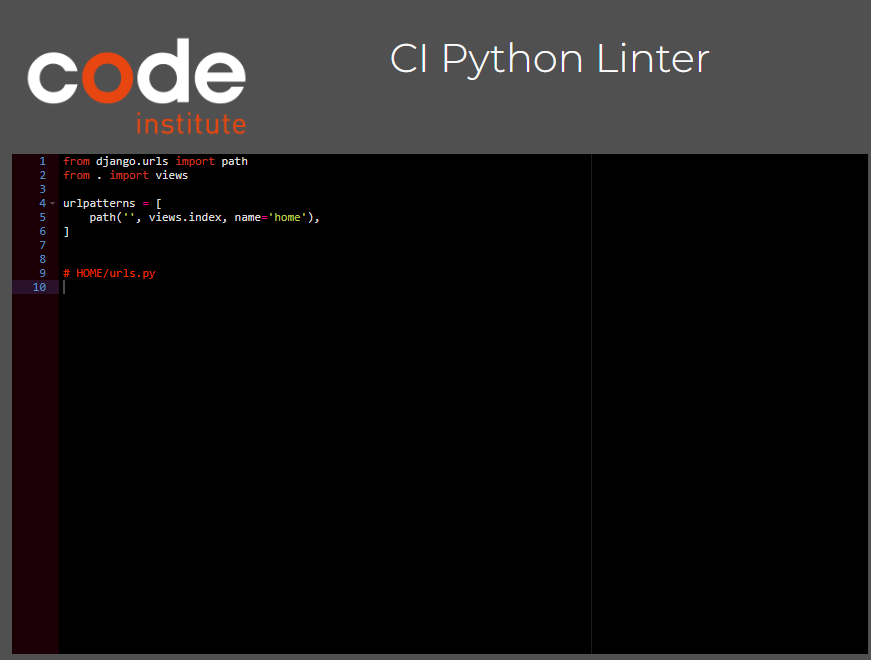 code
institute
CI Python Linter
1 from django.urls import path
2 from . import views
3
4 urlpatterns = [
5     path('', views.index, name='home'),
6 ]
7
8
9 # HOME/urls.py
10